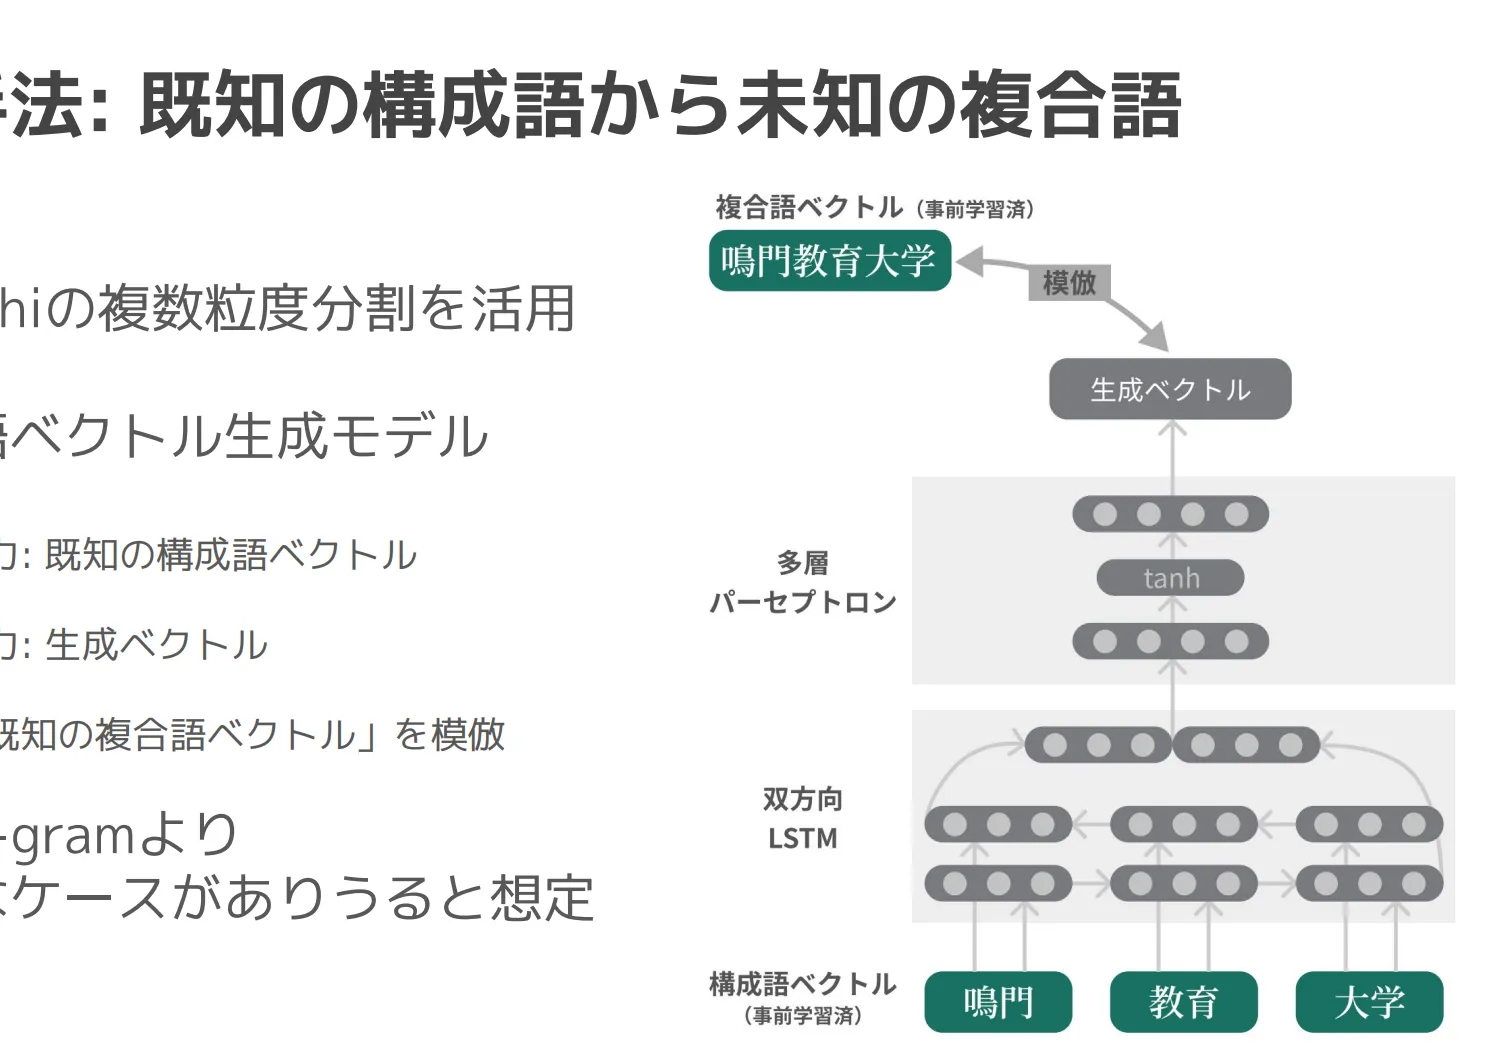 法: 既知の構成語から未知の複合語
hiの複数粒度分割を活用
ベクトル生成モデル
力: 既知の構成語ベクトル
力: 生成ベクトル
既知の複合語ベクトル」を模倣
-gramより
ケースがありうると想定
複合語ベクトル（事前学習済）
鳴門教育大学
模倣
生成ベクトル
多層
パーセプトロン
tanh
双方向
LSTM
構成語ベクトル
（事前学習済）
鳴門
教育
大学